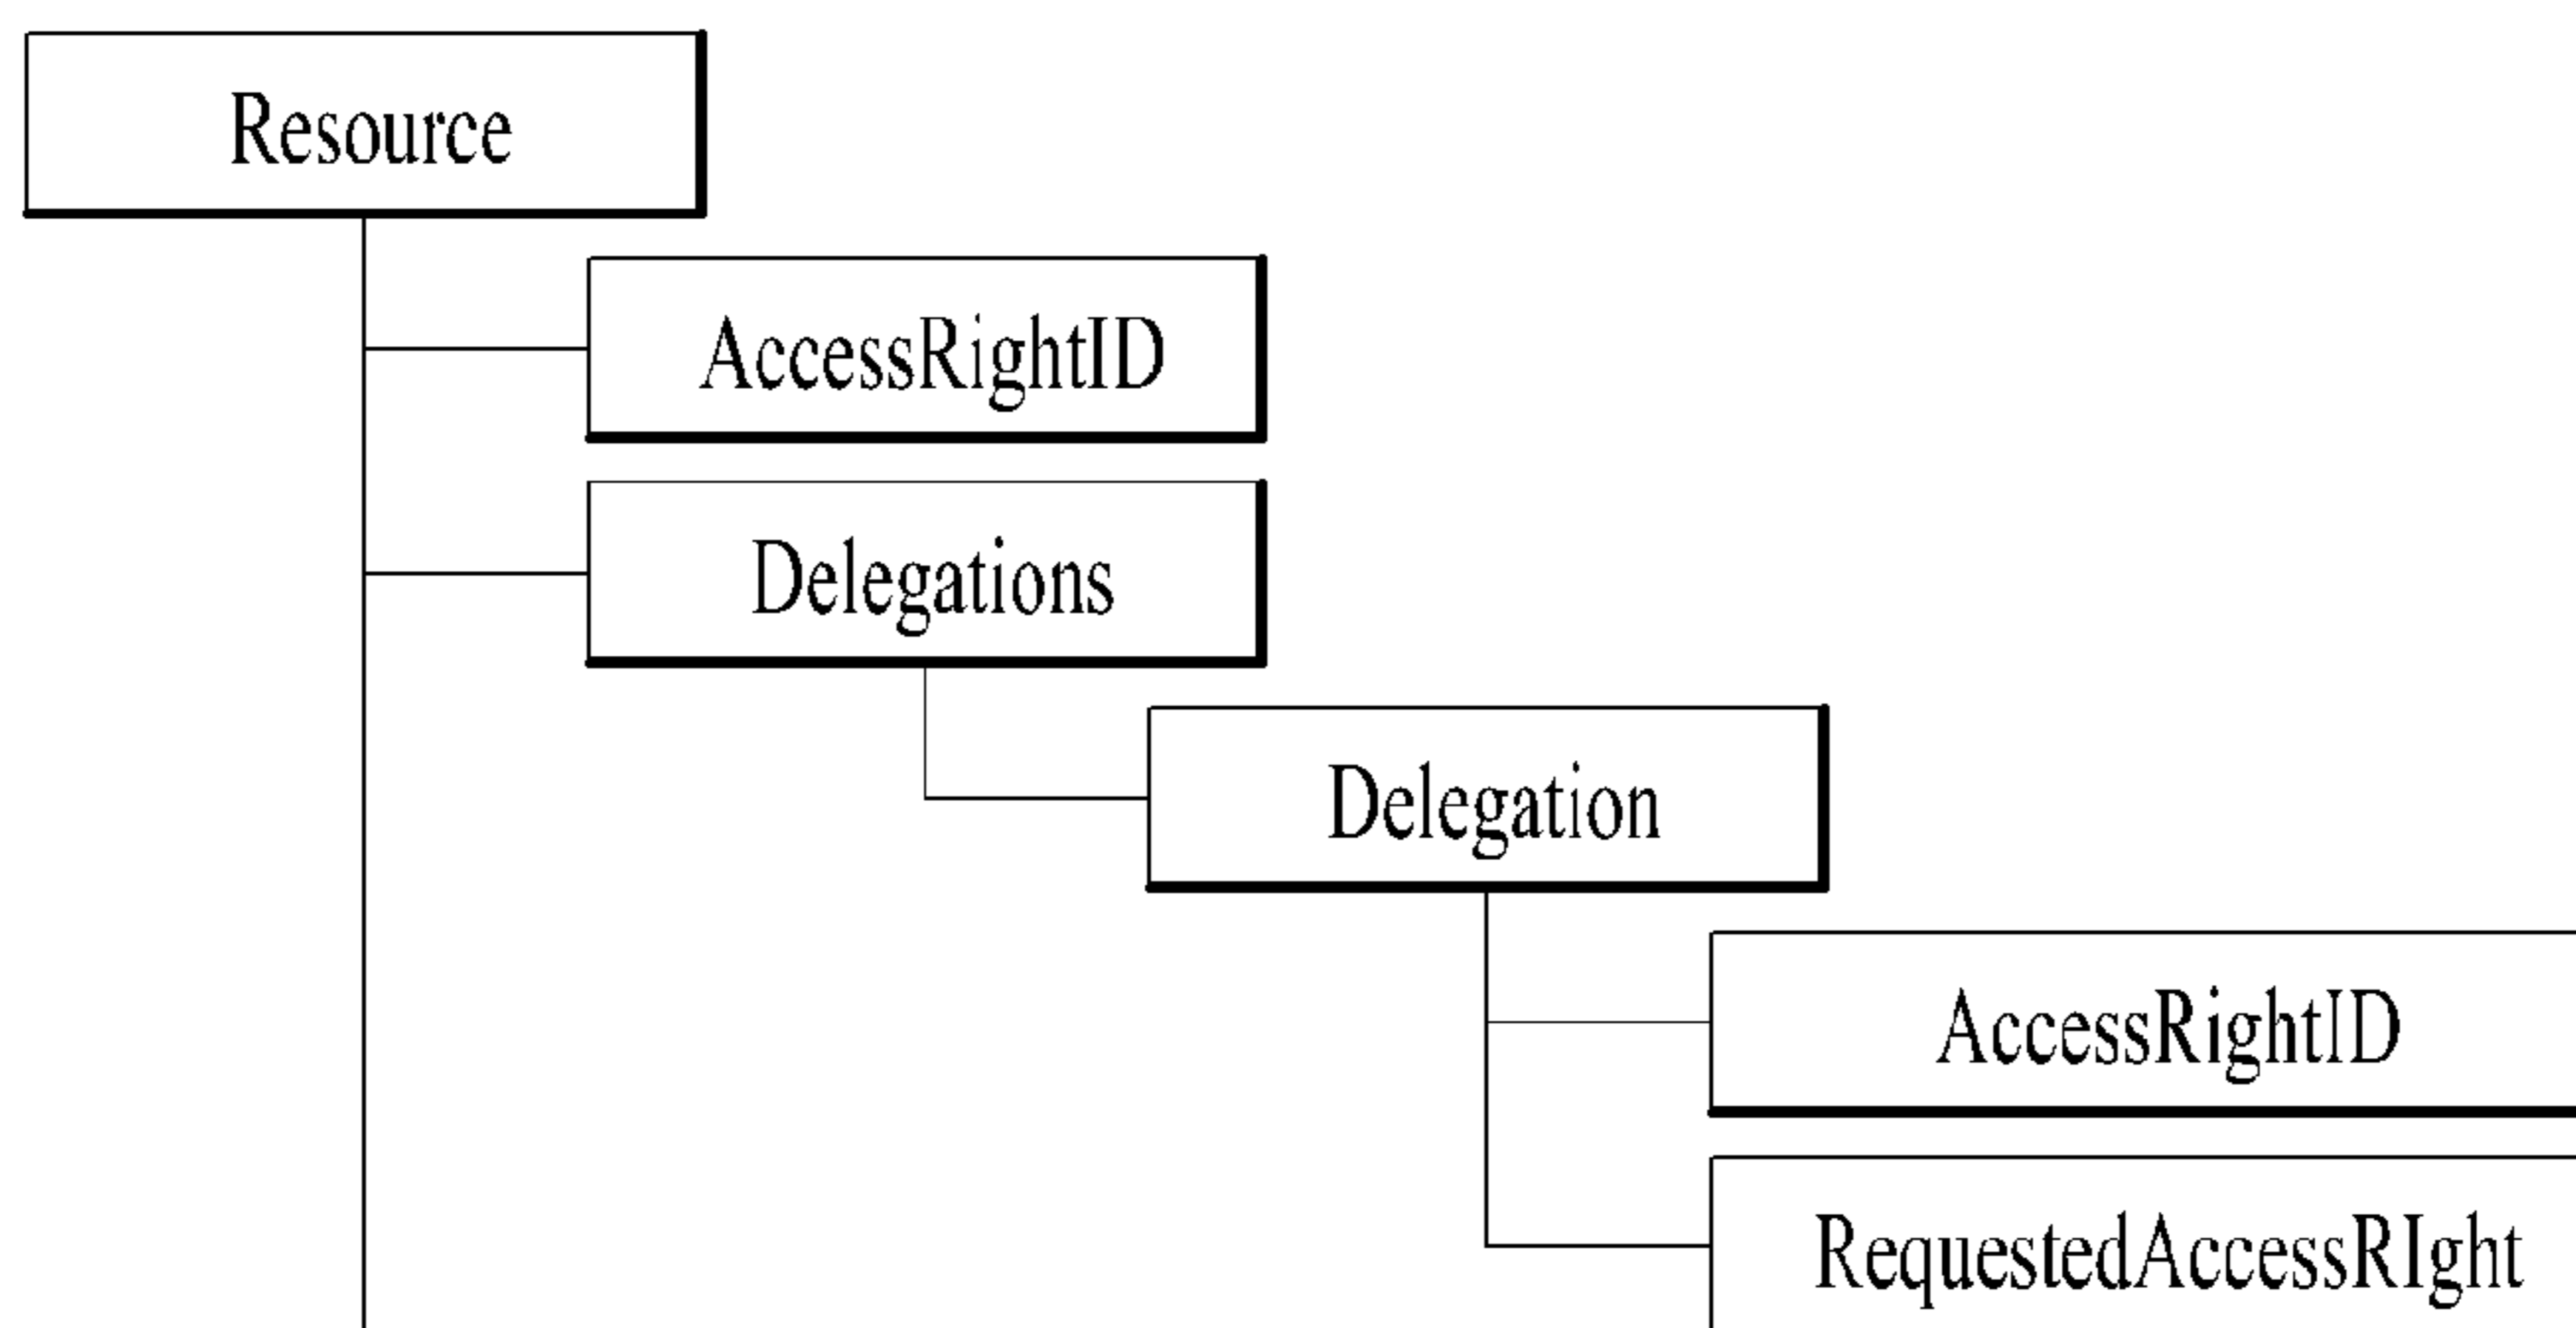 Resource
AccessRightID
Delegations
Delegation
AccessRightID
RequestedAccessRIght